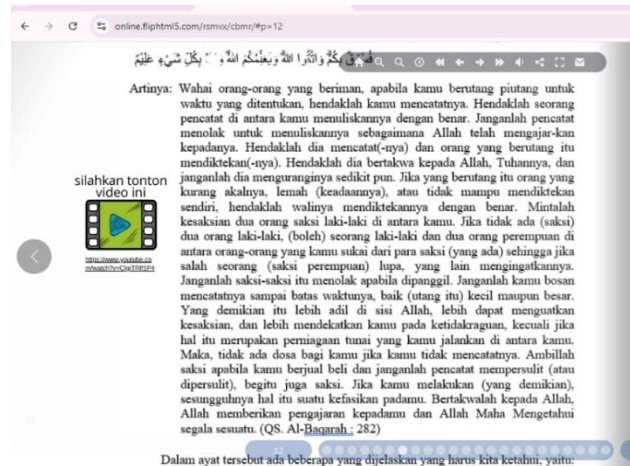 online.fliphtml5.com/rsmvx/cbmr/#p=12
بِكُمْ وَاتَّقُوا اللّٰهَ وَيُعَلِّمُكُمُ اللّٰهُ بِكُلِّ شَيْءٍ عَلِيْمٌ
Artinya: Wahai orang-orang yang beriman, apabila kamu berutang piutang untuk
waktu yang ditentukan, hendaklah kamu mencatatnya. Hendaklah seorang
pencatat di antara kamu menuliskannya dengan benar. Janganlah pencatat
menolak untuk menuliskannya sebagaimana Allah telah mengajar-kan
kepadanya. Hendaklah dia mencatat(-nya) dan orang yang berutang itu
mendiktekan(-nya). Hendaklah dia bertakwa kepada Allah, Tuhannya, dan
janganlah dia menguranginya sedikit pun. Jika yang berutang itu orang yang
kurang akalnya, lemah (keadaannya), atau tidak mampu mendiktekan
sendiri, hendaklah walinya mendiktekannya dengan benar. Mintalah
kesaksian dua orang saksi laki-laki di antara kamu. Jika tidak ada (saksi)
dua orang laki-laki, (boleh) seorang laki-laki dan dua orang perempuan di
antara orang-orang yang kamu sukai dari para saksi (yang ada) sehingga jika
salah seorang (saksi perempuan) lupa, yang lain mengingatkannya.
Janganlah saksi-saksi itu menolak apabila dipanggil. Janganlah kamu bosan
mencatatnya sampai batas waktunya, baik (utang itu) kecil maupun besar.
Yang demikian itu lebih adil di sisi Allah, lebih dapat menguatkan
kesaksian, dan lebih mendekatkan kamu pada ketidakraguan, kecuali jika
hal itu merupakan perniagaan tunai yang kamu jalankan di antara kamu.
Maka, tidak ada dosa bagi kamu jika kamu tidak mencatatnya. Ambillah
saksi apabila kamu berjual beli dan janganlah pencatat mempersulit (atau
dipersulit), begitu juga saksi. Jika kamu melakukan (yang demikian),
sesungguhnya hal itu suatu kefasikan padamu. Bertakwalah kepada Allah,
Allah memberikan pengajaran kepadamu dan Allah Maha Mengetahui
segala sesuatu. (QS. Al-Baqarah : 282)
silahkan tonton
video ini
https://www.youtube.co
Dalam ayat tersebut ada beberapa yang dijelaskan yang harus kita ketahui, yaitu: